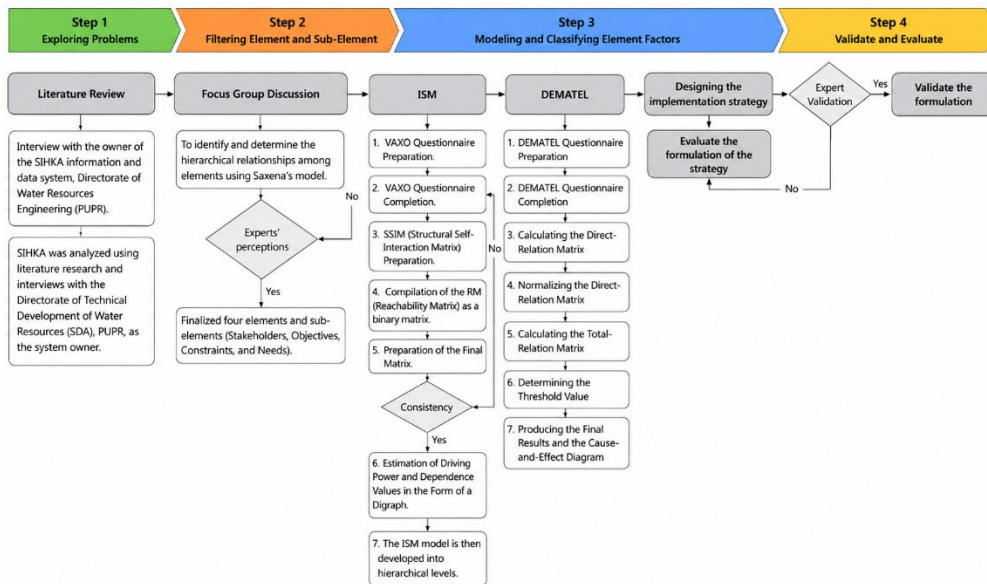 Step 1
Exploring Problems
Step 2
Filtering Element and Sub-Element
Step 3
Modeling and Classifying Element Factors
Step 4
Validate and Evaluate
Literature Review
Interview with the owner of
the SIHKA information and
data system, Directorate of
Water Resources
Engineering (PUPR).
SIHKA was analyzed using
literature research and
interviews with the
Directorate of Technical
Development of Water
Resources (SDA), PUPR, as
the system owner.
Focus Group Discussion
To identify and determine the
hierarchical relationships among
elements using Saxena's model.
No
Experts'
perceptions
Yes
Finalized four elements and sub-
elements (Stakeholders, Objectives,
Constraints, and Needs).
ISM
1. VAXO Questionnaire
Preparation.
2. VAXO Questionnaire
Completion.
3. SSIM (Structural Self-
Interaction Matrix)
Preparation.
4. Compilation of the RM
(Reachability Matrix) as a
binary matrix.
5. Preparation of the Final
Matrix.
No
Consistency
Yes
6. Estimation of Driving
Power and Dependence
Values in the Form of a
Digraph.
7. The ISM model is then
developed into
hierarchical levels.
DEMATEL
1. DEMATEL Questionnaire
Preparation
2. DEMATEL Questionnaire
Completion
3. Calculating the Direct-
Relation Matrix
4. Normalizing the Direct-
Relation Matrix
5. Calculating the Total-
Relation Matrix
6. Determining the
Threshold Value
7. Producing the Final
Results and the Cause-
and-Effect Diagram
Designing the
implementation strategy
Evaluate the
formulation of the
strategy
Expert
Validation
Yes
No
Validate the
formulation